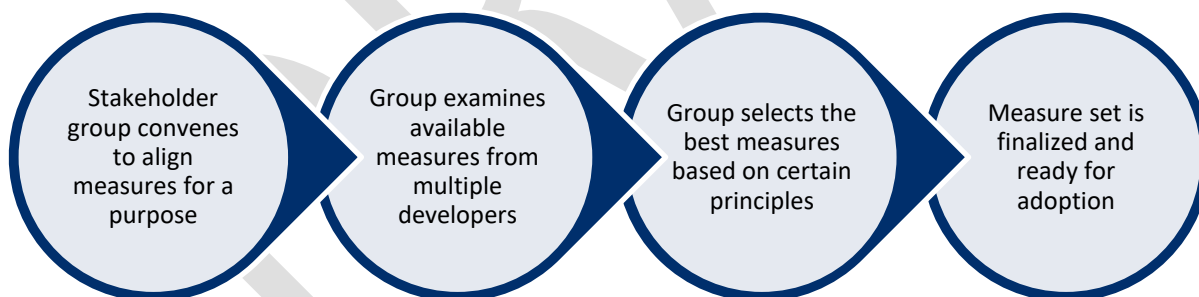 Stakeholder
group convenes
to align
measures for a
purpose
Group examines
available
measures from
multiple
developers
Group selects the
best measures
based on certain
principles
Measure set is
finalized and
ready for
adoption